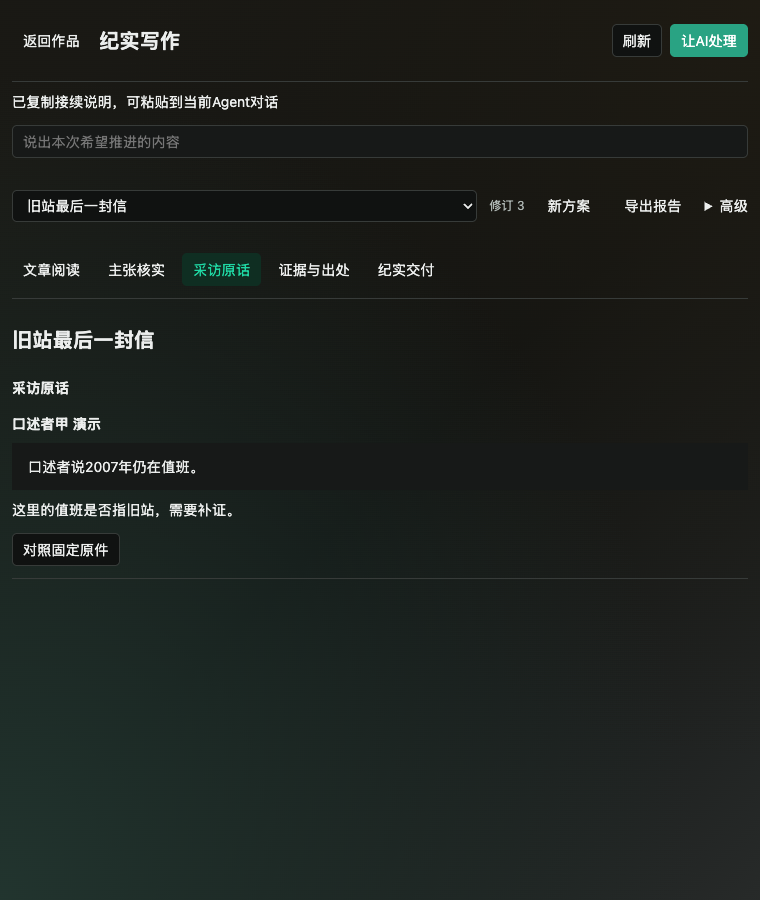 返回作品 纪实写作 刷新 让AI处理
已复制接续说明，可粘贴到当前Agent对话
说出本次希望推进的内容
旧站最后一封信 修订 3 新方案 导出报告 ▶ 高级
文章阅读 主张核实 采访原话 证据与出处 纪实交付
旧站最后一封信
采访原话
口述者甲 演示
口述者说2007年仍在值班。
这里的值班是否指旧站，需要补证。
对照固定原件